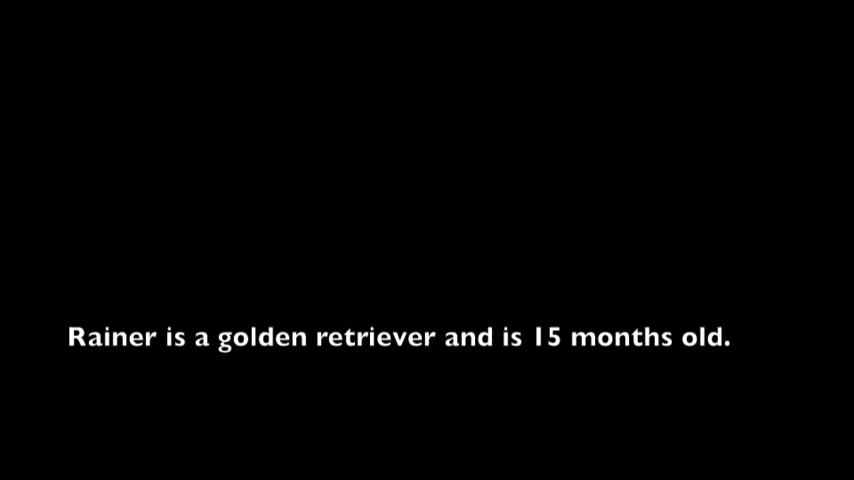 Rainer is a golden retriever and is 15 months old.